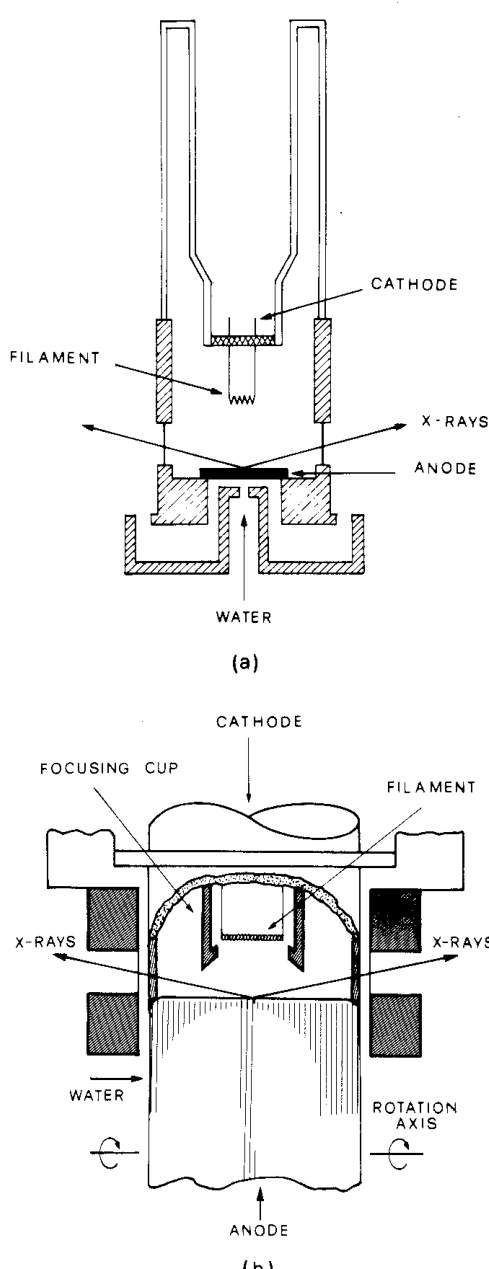 CATHODE
FILAMENT
X-RAYS
ANODE
WATER
(a)
CATHODE
FOCUSING CUP
FILAMENT
X-RAYS
X-RAYS
WATER
ROTATION
AXIS
ANODE
(b)